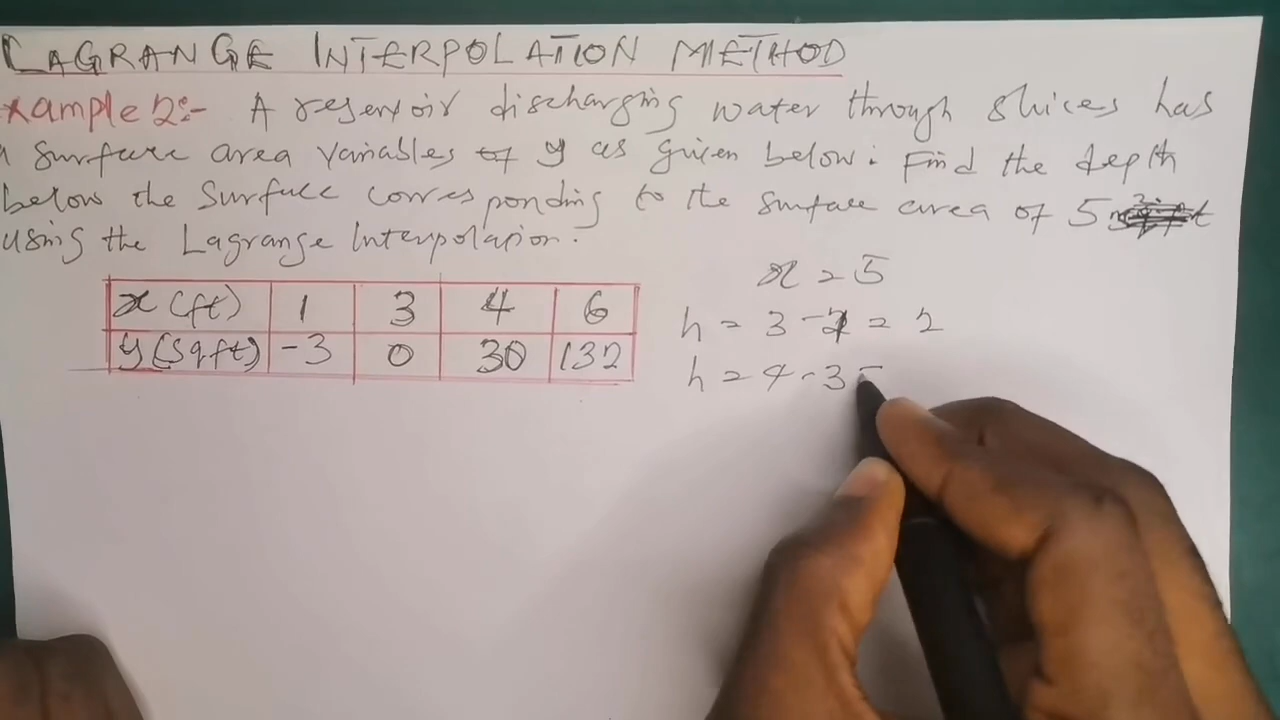 LAGRANGE INTERPOLATION METHOD
xample 2:- A reservoir discharging water through sluices has
surface area variables of y as given below: Find the depth
below the surface corresponding to the surface area of 5 t
using the Lagrange Interpolation.
x (ft) 1 3 4 6
y (sqft) -3 0 30 132
x = 5
h = 3 - 1 = 2
h = 4 - 3 =